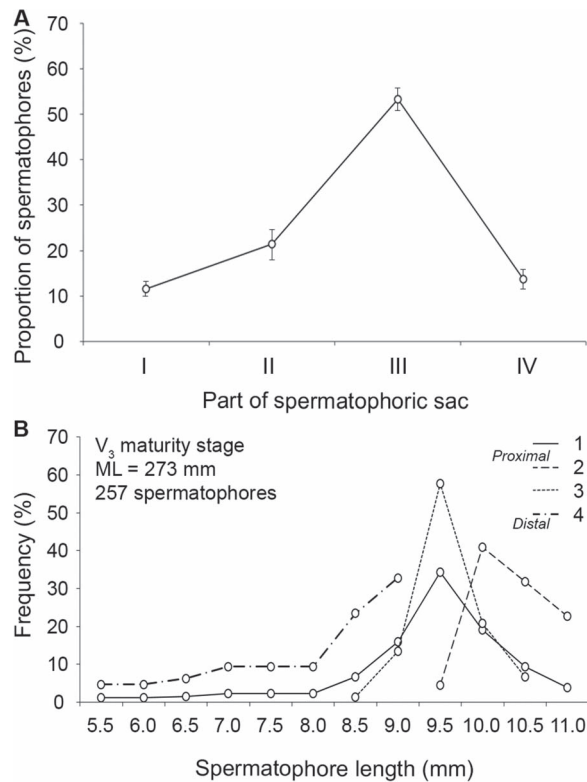 A
Proportion of spermatophores (%)
70
60
50
40
30
20
10
0
I II III IV
Part of spermatophoric sac
B
Frequency (%)
70
60
50
40
30
20
10
0
V₃ maturity stage
ML = 273 mm
257 spermatophores
1
Proximal
2
3
Distal
4
5.5 6.0 6.5 7.0 7.5 8.0 8.5 9.0 9.5 10.0 10.5 11.0
Spermatophore length (mm)